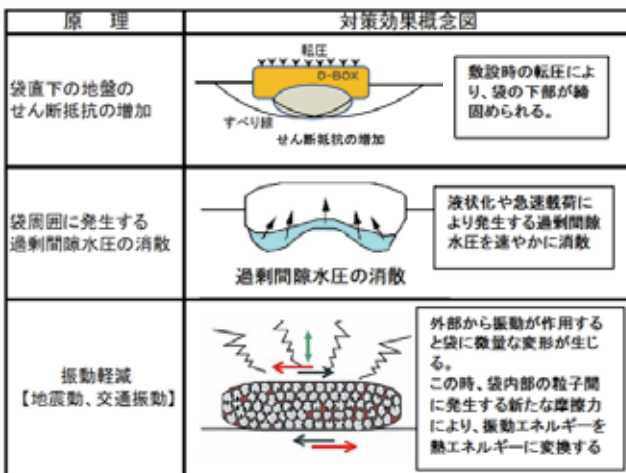 原　理
対策効果概念図
袋直下の地盤の
せん断抵抗の増加
転圧
D-BOX
すべり線
せん断抵抗の増加
敷設時の転圧によ
り、袋の下部が締
固められる。
袋周囲に発生する
過剰間隙水圧の消散
過剰間隙水圧の消散
液状化や急速載荷に
より発生する過剰間隙
水圧を速やかに消散
振動軽減
【地震動、交通振動】
外部から振動が作用する
と袋に微量な変形が生じ
る。
この時、袋内部の粒子間
に発生する新たな摩擦力
により、振動エネルギーを
熱エネルギーに変換する